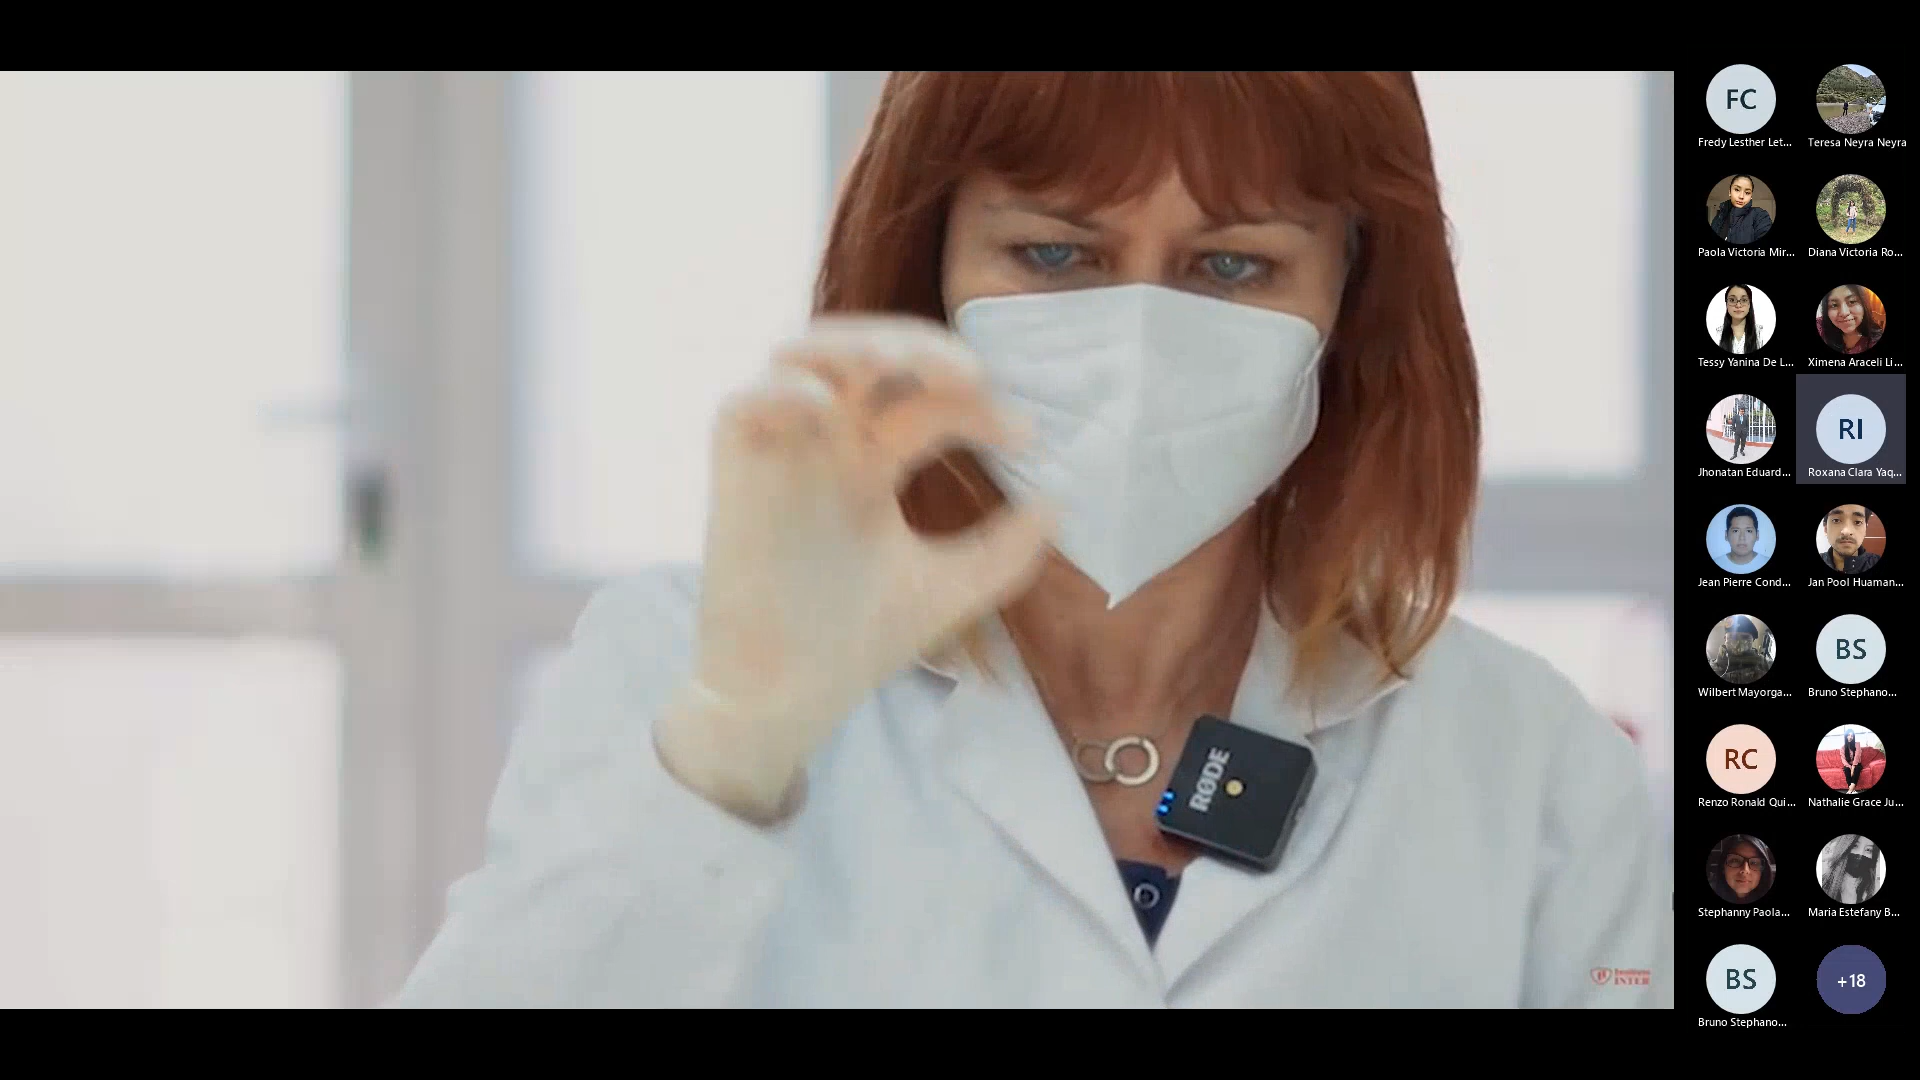 FC
Fredy Lesther Let...
Teresa Neyra Neyra
Paola Victoria Mir...
Diana Victoria Ro...
Tessy Yanina De L...
Ximena Araceli Li...
Jhonatan Eduard...
RI
Roxana Clara Yaq...
Jean Pierre Cond...
Jan Pool Huaman...
Wilbert Mayorga...
BS
Bruno Stephano...
RC
Renzo Ronald Qui...
Nathalie Grace Ju...
Stephanny Paola...
Maria Estefany B...
BS
Bruno Stephano...
+18
RØDE
INTER